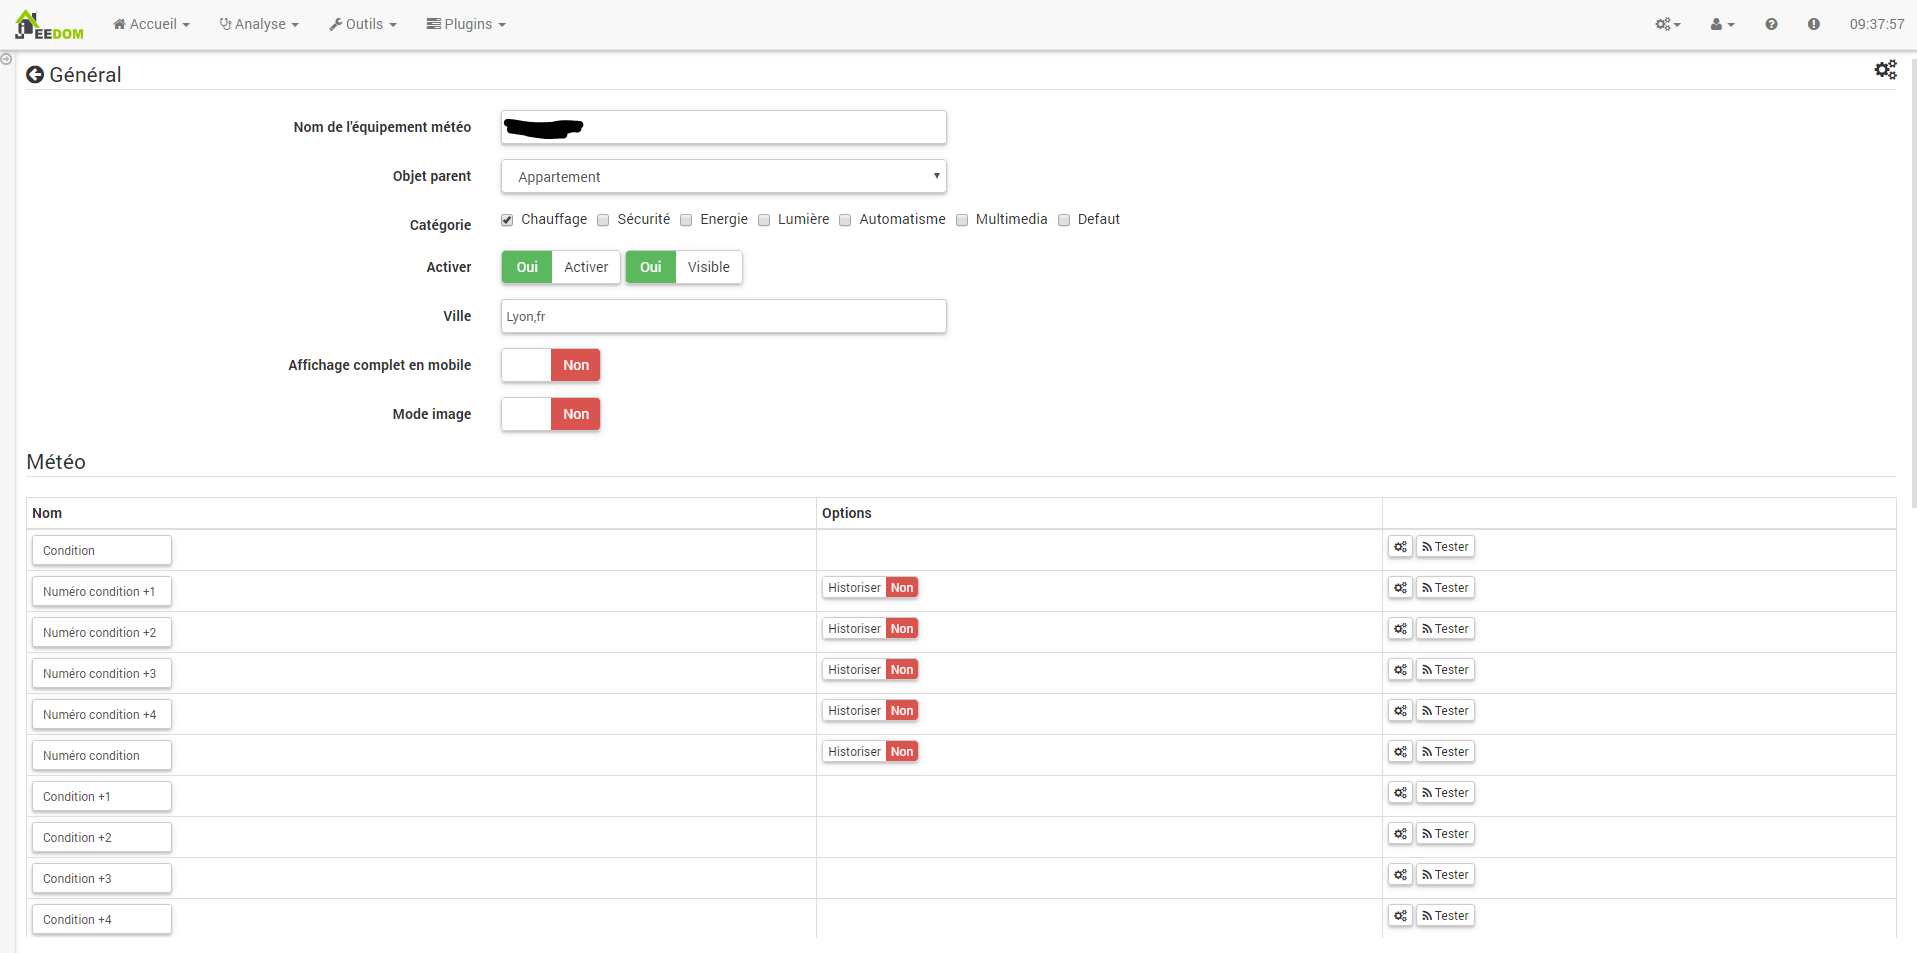 JEEDOM Accueil Analyse Outils Plugins 09:37:57
Général
Nom de l'équipement météo
Objet parent Appartement
Catégorie Chauffage Sécurité Energie Lumière Automatisme Multimedia Defaut
Activer Oui Activer Oui Visible
Ville Lyon,fr
Affichage complet en mobile Non
Mode image Non
Météo
Nom Options
Condition Tester
Numéro condition +1 Historiser Non Tester
Numéro condition +2 Historiser Non Tester
Numéro condition +3 Historiser Non Tester
Numéro condition +4 Historiser Non Tester
Numéro condition Historiser Non Tester
Condition +1 Tester
Condition +2 Tester
Condition +3 Tester
Condition +4 Tester